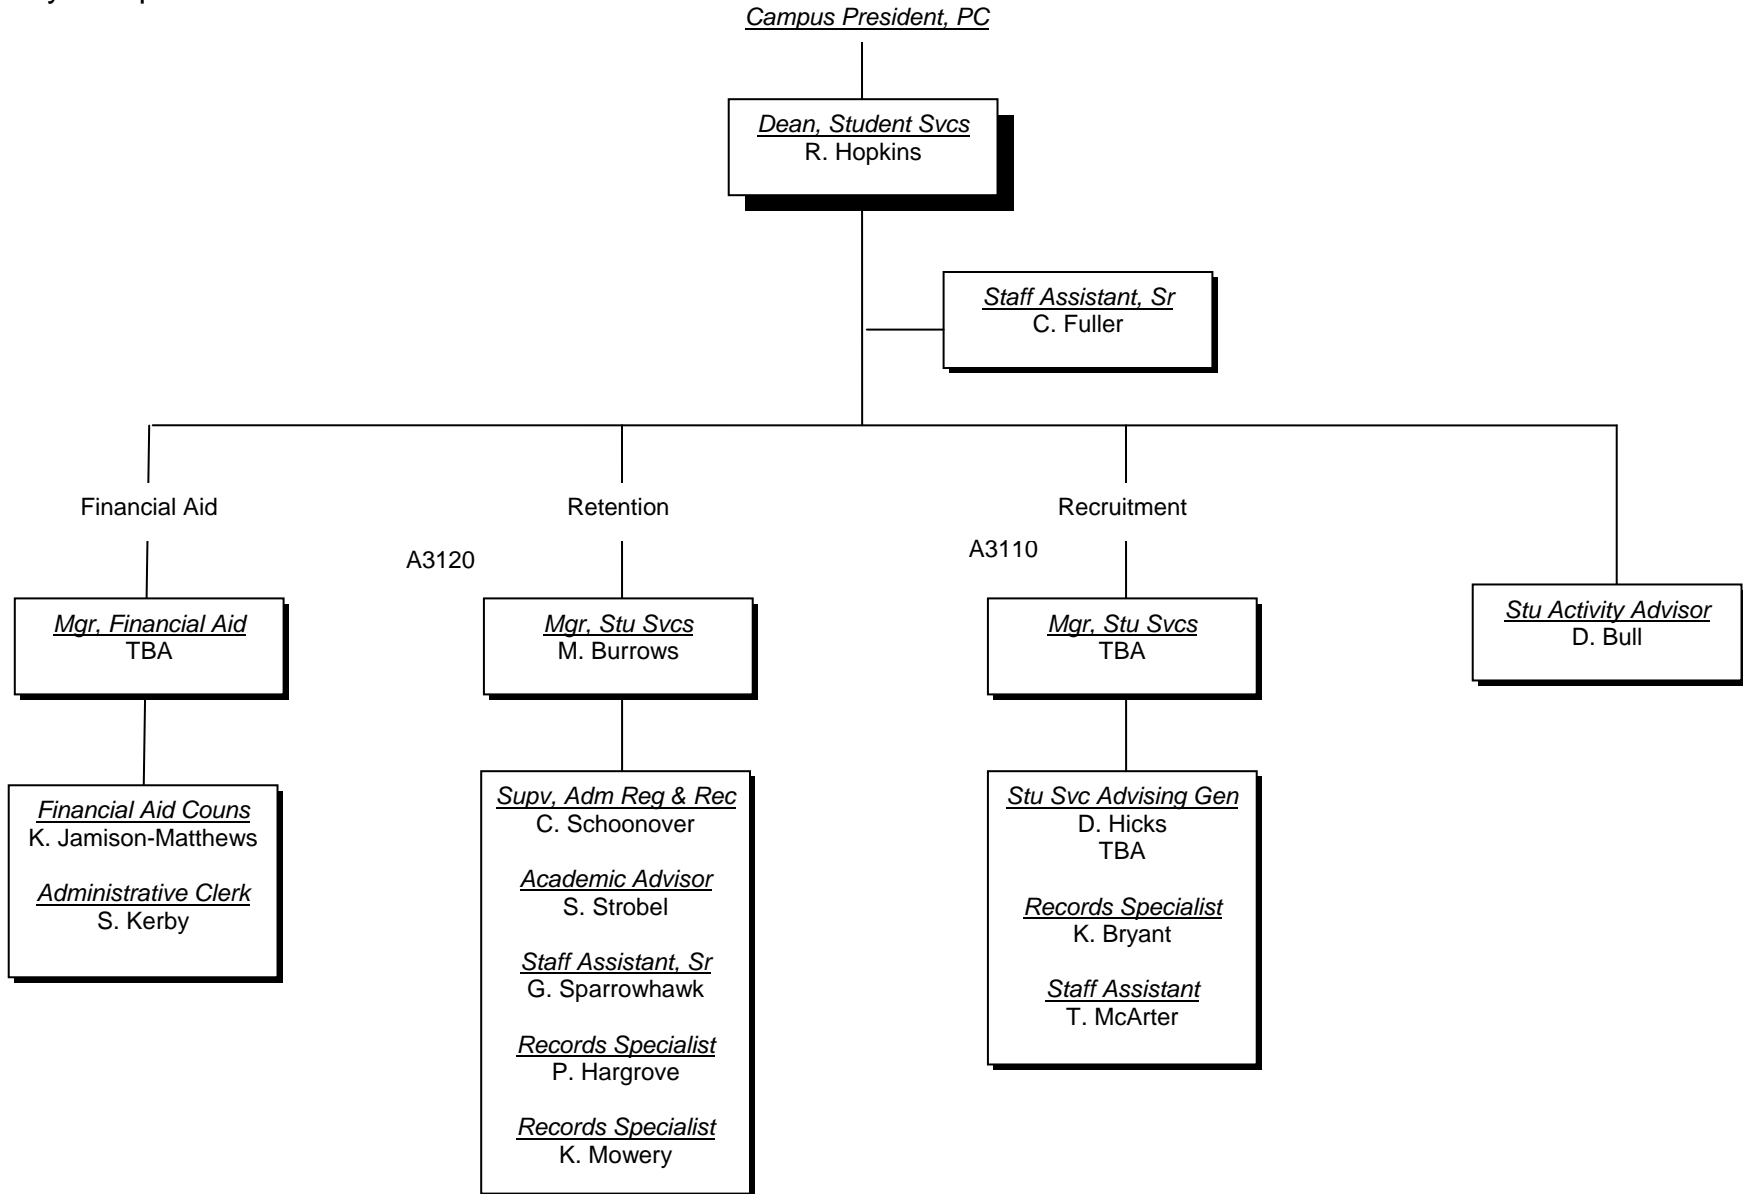 Campus President, PC
Dean, Student Svcs
R. Hopkins
Staff Assistant, Sr
C. Fuller
Financial Aid
Mgr, Financial Aid
TBA
Financial Aid Couns
K. Jamison-Matthews
Administrative Clerk
S. Kerby
Retention
A3120
Mgr, Stu Svcs
M. Burrows
Supv, Adm Reg & Rec
C. Schoonover
Academic Advisor
S. Strobel
Staff Assistant, Sr
G. Sparrowhawk
Records Specialist
P. Hargrove
Records Specialist
K. Mowery
Recruitment
A3110
Mgr, Stu Svcs
TBA
Stu Svc Advising Gen
D. Hicks
TBA
Records Specialist
K. Bryant
Staff Assistant
T. McArter
Stu Activity Advisor
D. Bull